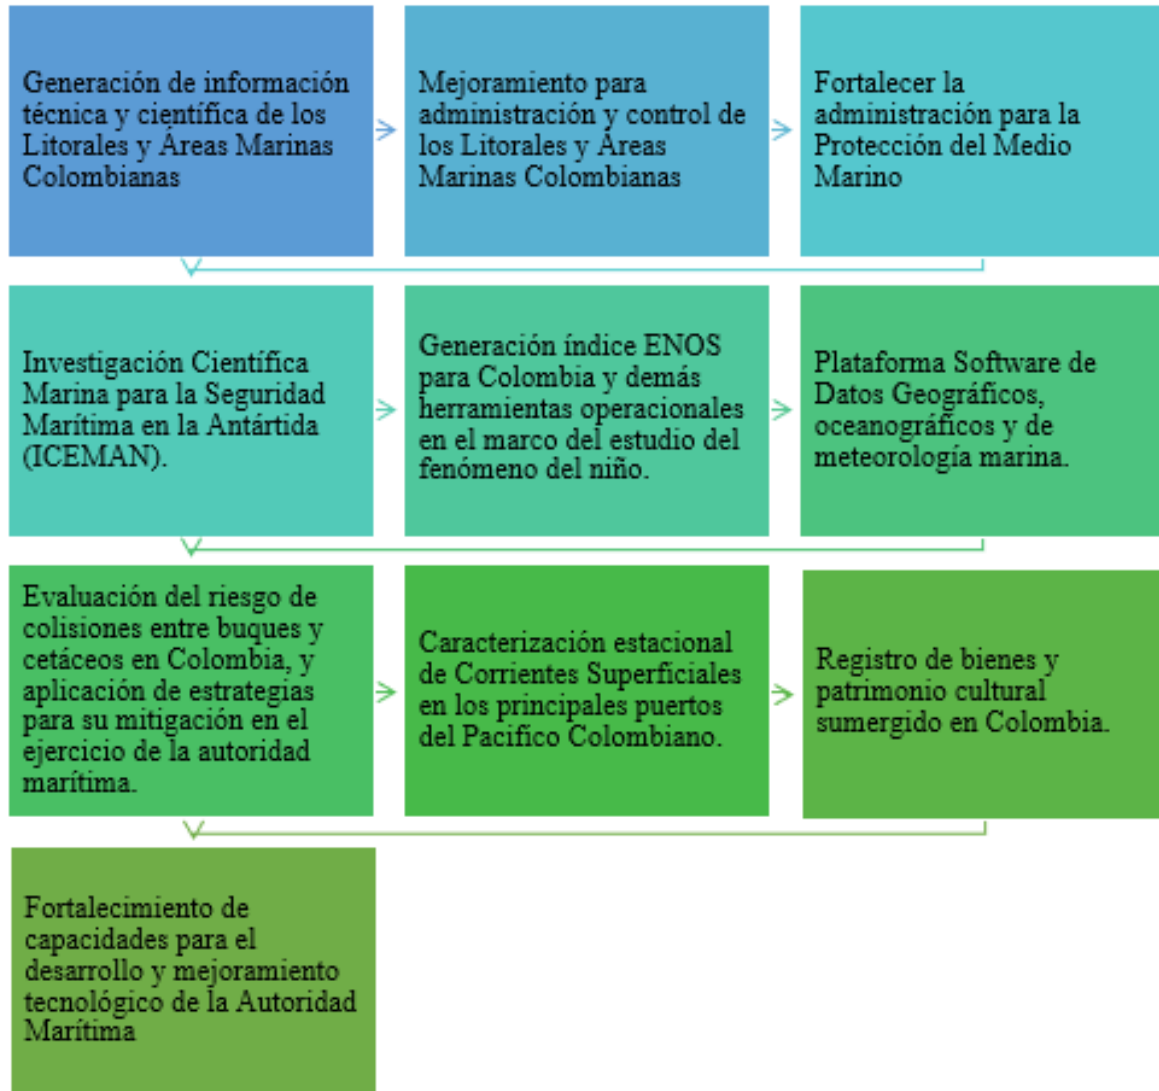 Generación de información
técnica y científica de los
Litorales y Áreas Marinas
Colombianas
Mejoramiento para
administración y control de
los Litorales y Áreas
Marinas Colombianas
Fortalecer la
administración para la
Protección del Medio
Marino
Investigación Científica
Marina para la Seguridad
Marítima en la Antártida
(ICEMAN).
Generación índice ENOS
para Colombia y demás
herramientas operacionales
en el marco del estudio del
fenómeno del niño.
Plataforma Software de
Datos Geográficos,
oceanográficos y de
meteorología marina.
Evaluación del riesgo de
colisiones entre buques y
cetáceos en Colombia, y
aplicación de estrategias
para su mitigación en el
ejercicio de la autoridad
marítima.
Caracterización estacional
de Corrientes Superficiales
en los principales puertos
del Pacifico Colombiano.
Registro de bienes y
patrimonio cultural
sumergido en Colombia.
Fortalecimiento de
capacidades para el
desarrollo y mejoramiento
tecnológico de la Autoridad
Marítima